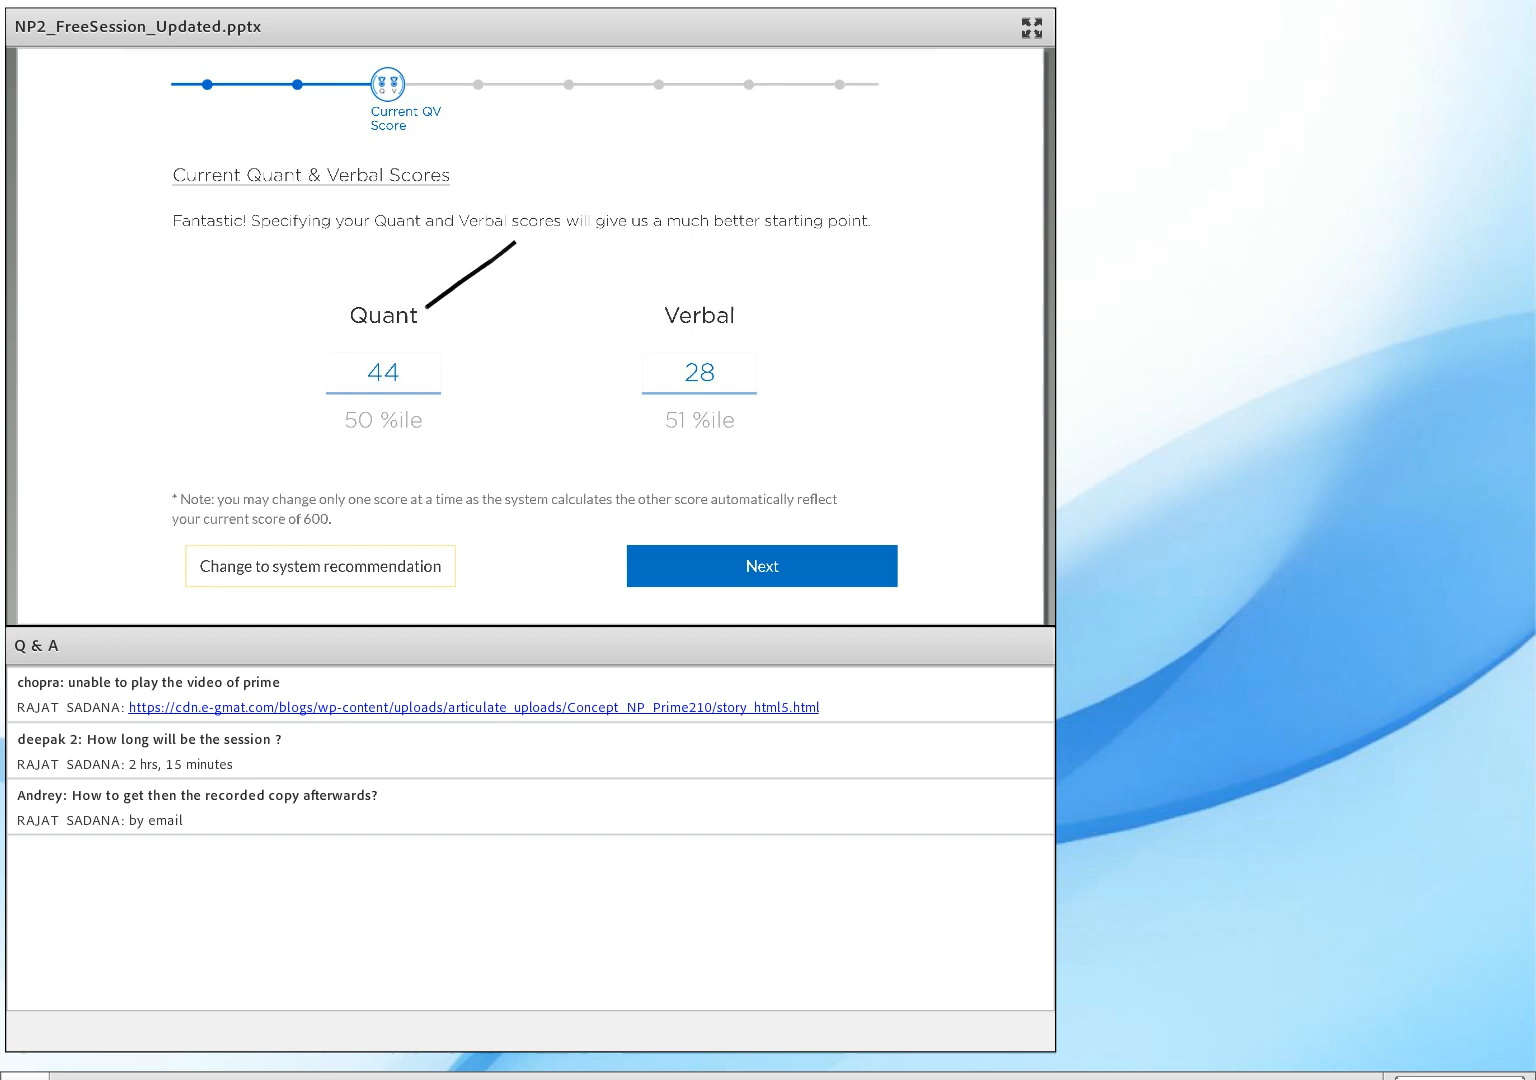 NP2_FreeSession_Updated.pptx
Q V
Current QV
Score
Current Quant & Verbal Scores
Fantastic! Specifying your Quant and Verbal scores will give us a much better starting point.
Quant Verbal
44 28
50 %ile 51 %ile
* Note: you may change only one score at a time as the system calculates the other score automatically reflect
your current score of 600.
Change to system recommendation Next
Q & A
chopra: unable to play the video of prime
RAJAT SADANA: https://cdn.e-gmat.com/blogs/wp-content/uploads/articulate_uploads/Concept_NP_Prime210/story_html5.html
deepak 2: How long will be the session ?
RAJAT SADANA: 2 hrs, 15 minutes
Andrey: How to get then the recorded copy afterwards?
RAJAT SADANA: by email